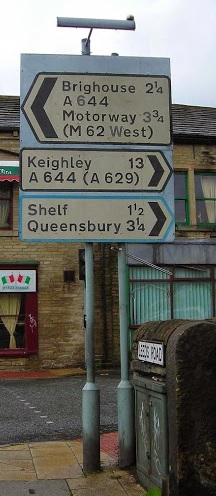 Brighouse 2¼
A 644
Motorway 3¾
(M 62 West)
Keighley 13
A 644 (A 629)
Shelf 1½
Queensbury 3¼
LEEDS ROAD